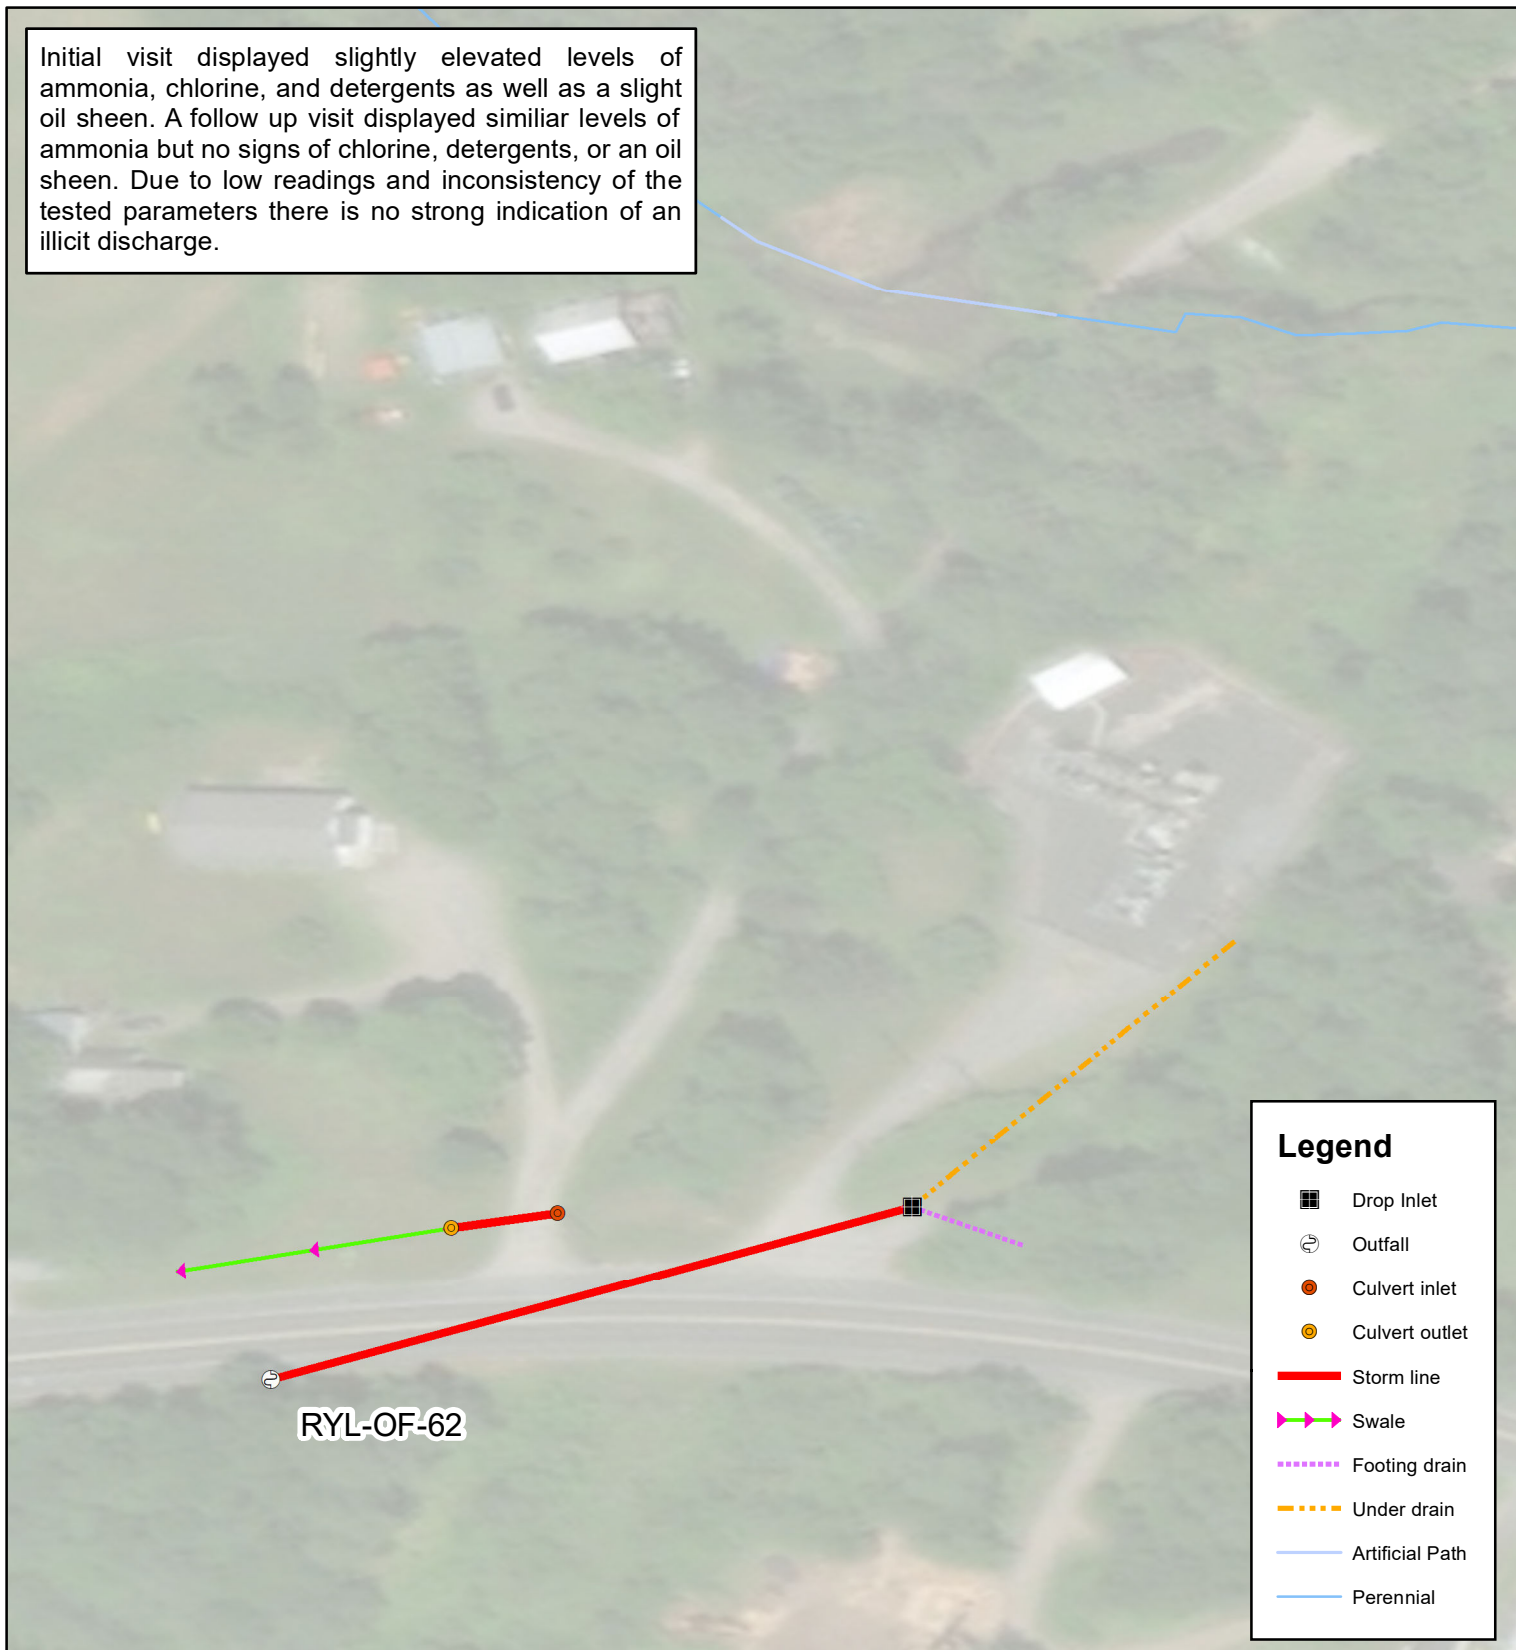 Initial visit displayed slightly elevated levels of
ammonia, chlorine, and detergents as well as a slight
oil sheen. A follow up visit displayed similiar levels of
ammonia but no signs of chlorine, detergents, or an oil
sheen. Due to low readings and inconsistency of the
tested parameters there is no strong indication of an
illicit discharge.
RYL-OF-62
Legend
Drop Inlet
Outfall
Culvert inlet
Culvert outlet
Storm line
Swale
Footing drain
Under drain
Artificial Path
Perennial